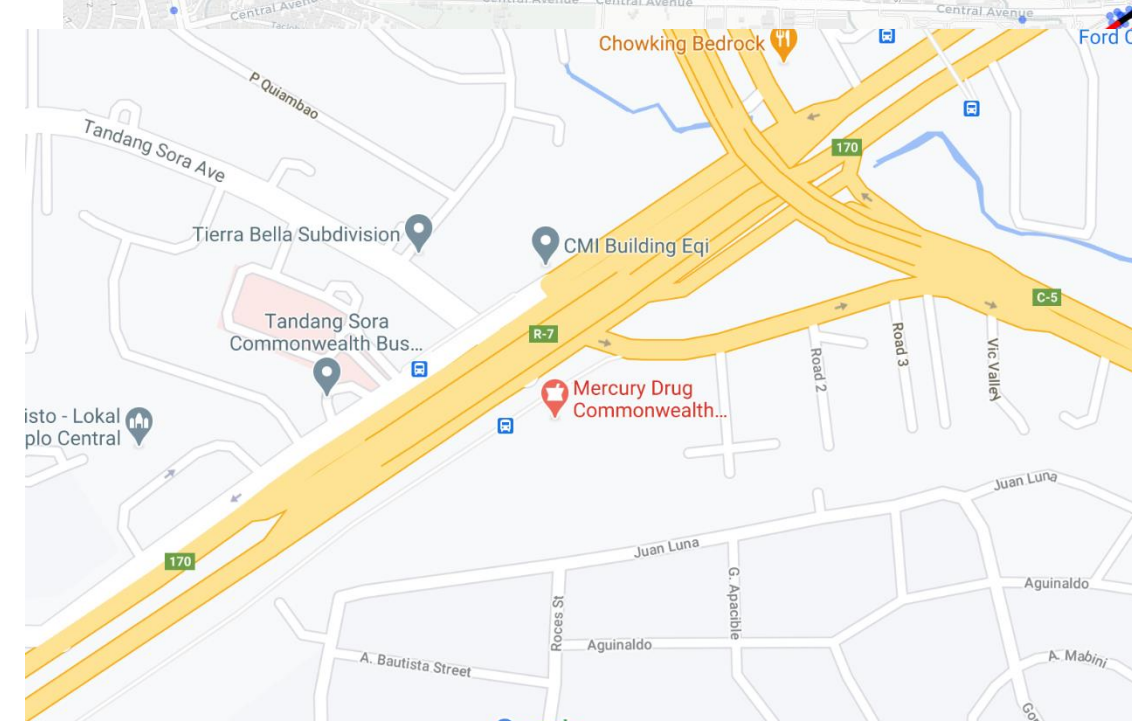 Central Avenue
Central Avenue
Central Avenue
Central Avenue
Chowking Bedrock
Ford C
P. Quiambao
Tandang Sora Ave
170
Tierra Bella Subdivision
CMI Building Eqi
C-5
Tandang Sora
Commonwealth Bus...
R-7
Road 2
Road 3
Vic Valley
Mercury Drug
Commonwealth...
isto - Lokal
plo Central
Juan Luna
Juan Luna
170
G. Apacible
Roces St
Aguinaldo
Aguinaldo
A. Bautista Street
A. Mabini